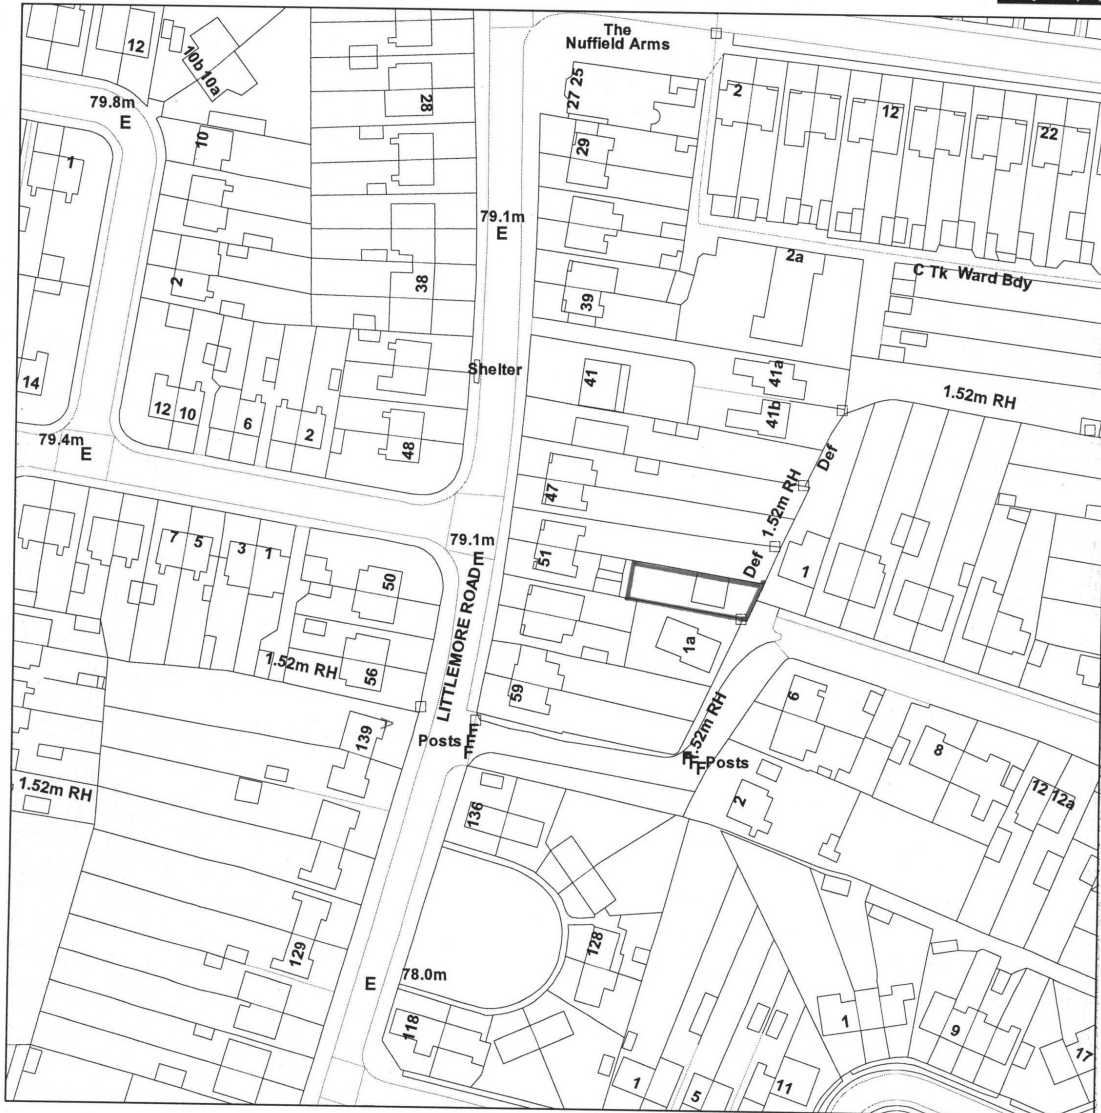 The
Nuffield Arms
12
10b 10a
79.8m
E
28
27 25
2
12
22
1
10
29
79.1m
E
2
38
39
2a
C Tk Ward Bdy
14
Shelter
41
41a
1.52m RH
12
10
6
2
48
41b
79.4m
E
47
1.52m RH
Def
7
5
3
1
50
79.1m
E
51
Def
1
LITTLEMORE ROAD
1.52m RH
56
59
1a
6
139
Posts
1.52m RH
Posts
8
1.52m RH
136
2
12
12a
129
128
E
78.0m
118
1
9
17
1
5
11